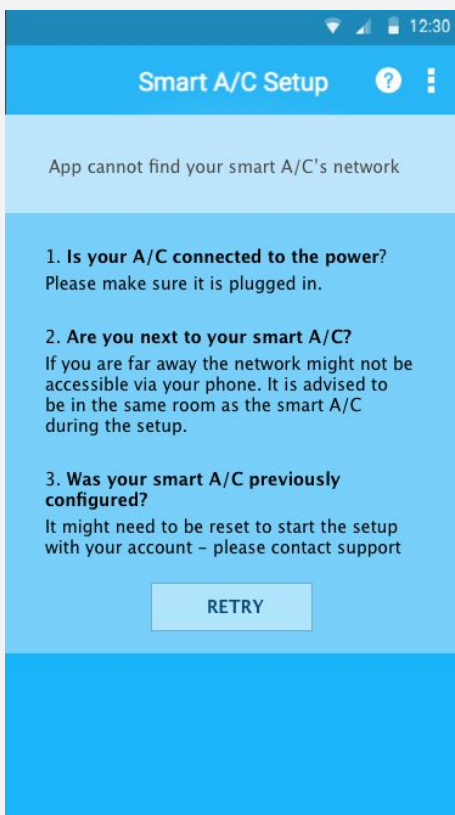 12:30
Smart A/C Setup ?
App cannot find your smart A/C's network
1. Is your A/C connected to the power?
Please make sure it is plugged in.
2. Are you next to your smart A/C?
If you are far away the network might not be
accessible via your phone. It is advised to
be in the same room as the smart A/C
during the setup.
3. Was your smart A/C previously
configured?
It might need to be reset to start the setup
with your account – please contact support
RETRY